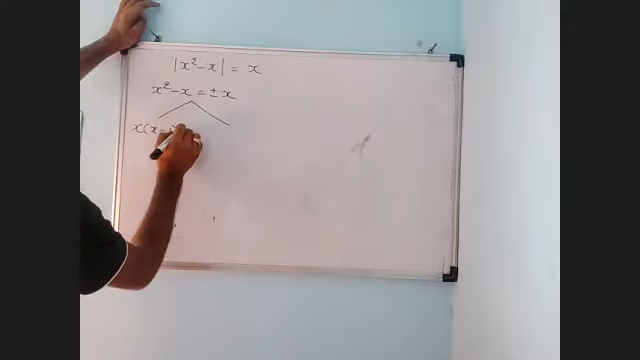 |x²-x| = x
x²-x = ± x
x(x-